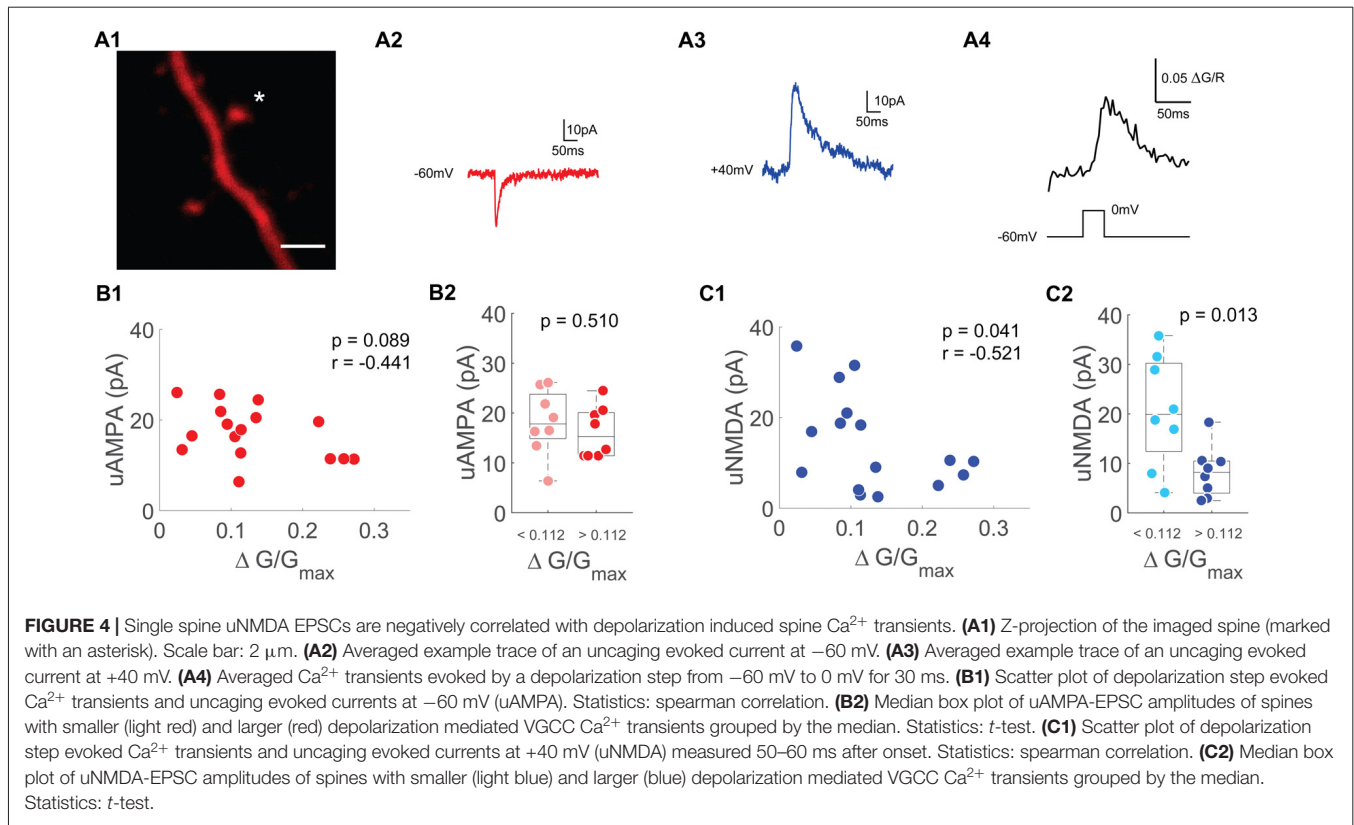 A1
*
A2
10pA
50ms
-60mV
A3
10pA
50ms
+40mV
A4
0.05 ΔG/R
50ms
0mV
-60mV
B1
p = 0.089
r = -0.441
40
20
0
uAMPA (pA)
0 0.1 0.2 0.3
Δ G/Gmax
B2
p = 0.510
40
30
20
10
0
uAMPA (pA)
< 0.112 > 0.112
Δ G/Gmax
C1
p = 0.041
r = -0.521
40
20
0
uNMDA (pA)
0 0.1 0.2 0.3
Δ G/Gmax
C2
p = 0.013
40
30
20
10
0
uNMDA (pA)
< 0.112 > 0.112
Δ G/Gmax
FIGURE 4 | Single spine uNMDA EPSCs are negatively correlated with depolarization induced spine Ca2+ transients. (A1) Z-projection of the imaged spine (marked
with an asterisk). Scale bar: 2 μm. (A2) Averaged example trace of an uncaging evoked current at −60 mV. (A3) Averaged example trace of an uncaging evoked
current at +40 mV. (A4) Averaged Ca2+ transients evoked by a depolarization step from −60 mV to 0 mV for 30 ms. (B1) Scatter plot of depolarization step evoked
Ca2+ transients and uncaging evoked currents at −60 mV (uAMPA). Statistics: spearman correlation. (B2) Median box plot of uAMPA-EPSC amplitudes of spines
with smaller (light red) and larger (red) depolarization mediated VGCC Ca2+ transients grouped by the median. Statistics: t-test. (C1) Scatter plot of depolarization
step evoked Ca2+ transients and uncaging evoked currents at +40 mV (uNMDA) measured 50–60 ms after onset. Statistics: spearman correlation. (C2) Median box
plot of uNMDA-EPSC amplitudes of spines with smaller (light blue) and larger (blue) depolarization mediated VGCC Ca2+ transients grouped by the median.
Statistics: t-test.